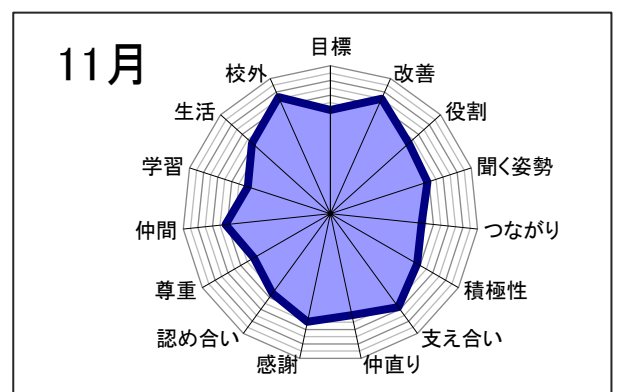 11月
目標
改善
役割
聞く姿勢
つながり
積極性
支え合い
仲直り
感謝
認め合い
尊重
仲間
学習
生活
校外